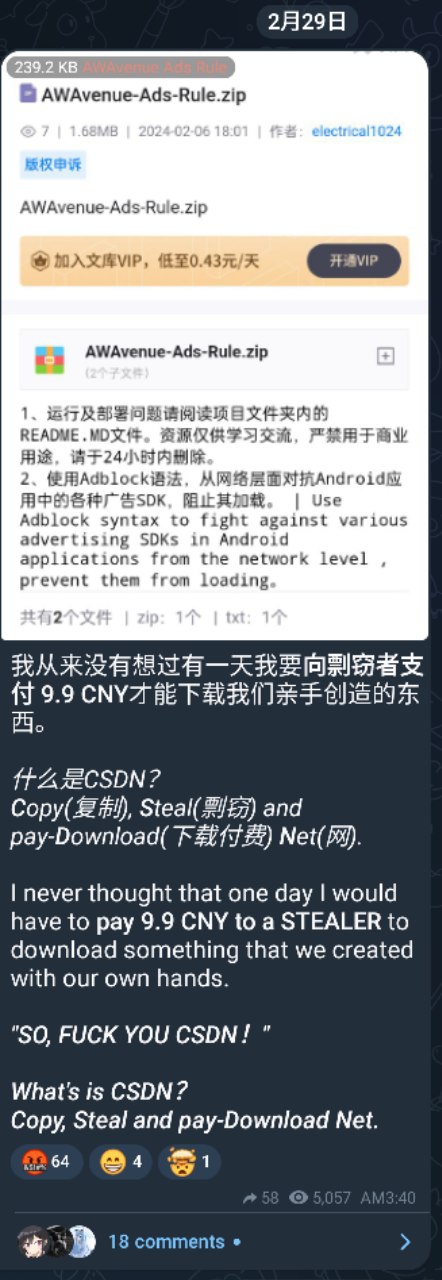 2月29日
239.2 KB AWAvenue Ads Rule
AWAvenue-Ads-Rule.zip
7 | 1.68MB | 2024-02-06 18:01 | 作者: electrical1024
版权申诉
AWAvenue-Ads-Rule.zip
加入文库VIP，低至0.43元/天
开通VIP
AWAvenue-Ads-Rule.zip
(2个子文件)
1、运行及部署问题请阅读项目文件夹内的
README.MD文件。资源仅供学习交流，严禁用于商业
用途，请于24小时内删除。
2、使用Adblock语法，从网络层面对抗Android应
用中的各种广告SDK，阻止其加载。 | Use
Adblock syntax to fight against various
advertising SDKs in Android
applications from the network level ,
prevent them from loading。
共有2个文件 | zip: 1个 | txt: 1个
我从来没有想过有一天我要向剽窃者支
付 9.9 CNY才能下载我们亲手创造的东
西。
什么是CSDN？
Copy(复制), Steal(剽窃) and
pay-Download(下载付费) Net(网).
I never thought that one day I would
have to pay 9.9 CNY to a STEALER to
download something that we created
with our own hands.
"SO, FUCK YOU CSDN！"
What's is CSDN？
Copy, Steal and pay-Download Net.
64 4 1
58 5,057 AM3:40
18 comments